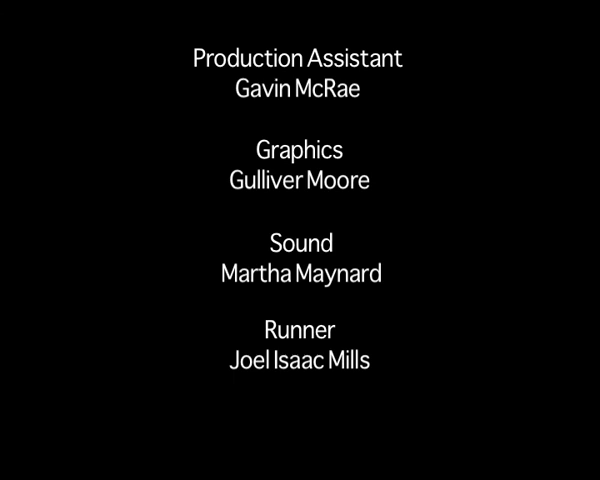 Production Assistant
Gavin McRae
Graphics
Gulliver Moore
Sound
Martha Maynard
Runner
Joel Isaac Mills